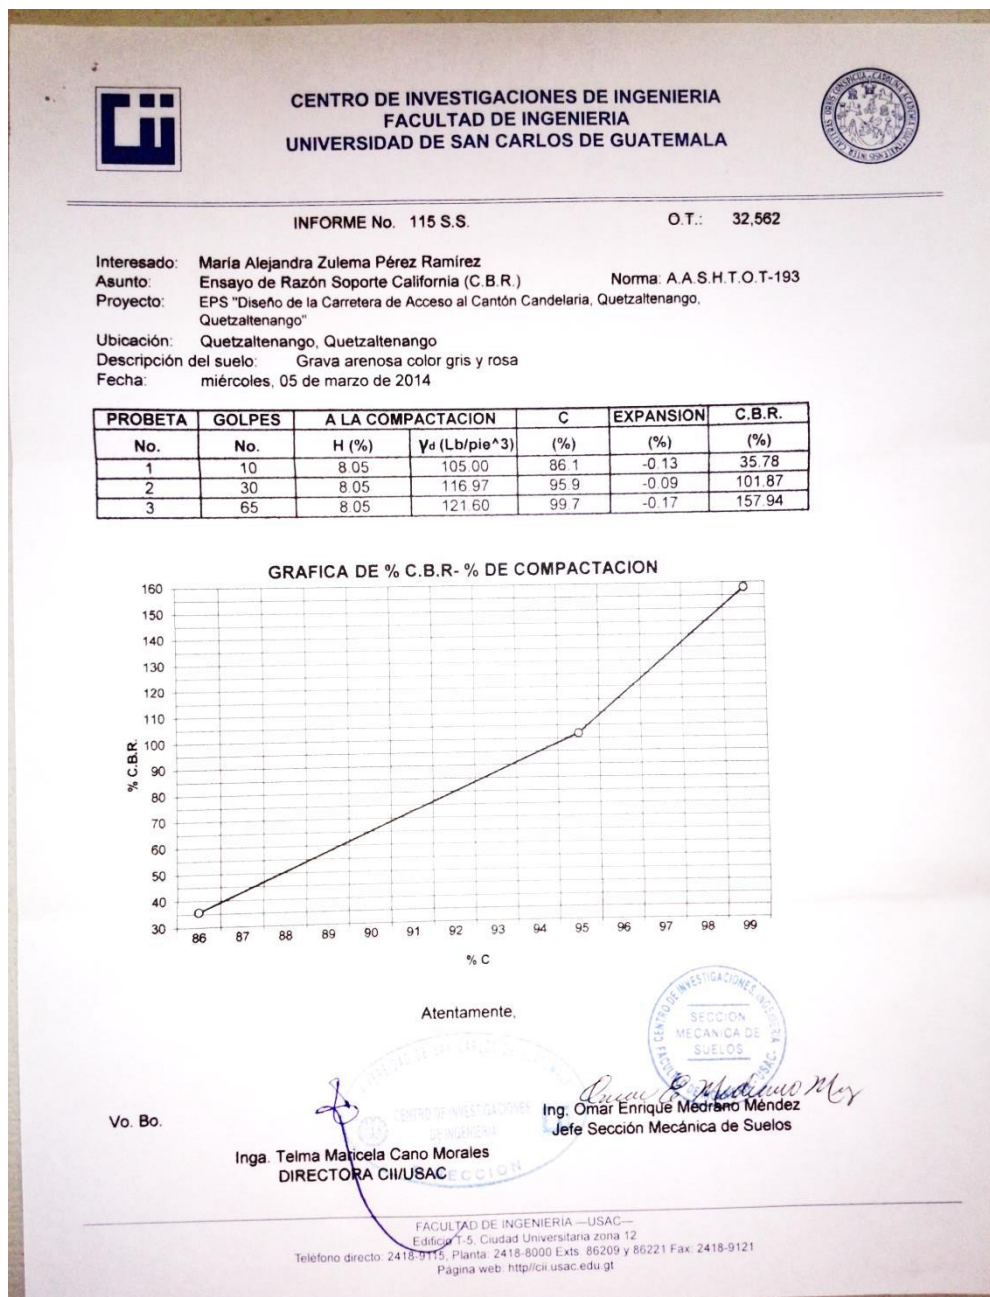 CENTRO DE INVESTIGACIONES DE INGENIERIA
FACULTAD DE INGENIERIA
UNIVERSIDAD DE SAN CARLOS DE GUATEMALA
INFORME No. 115 S.S. O.T.: 32,562
Interesado: María Alejandra Zulema Pérez Ramírez
Asunto: Ensayo de Razón Soporte California (C.B.R.) Norma: A.A.S.H.T.O.T-193
Proyecto: EPS "Diseño de la Carretera de Acceso al Cantón Candelaria, Quetzaltenango,
Quetzaltenango"
Ubicación: Quetzaltenango, Quetzaltenango
Descripción del suelo: Grava arenosa color gris y rosa
Fecha: miércoles, 05 de marzo de 2014
PROBETA GOLPES A LA COMPACTACION C EXPANSION C.B.R.
No. No. H (%) γd (Lb/pie^3) (%) (%) (%)
1 10 8.05 105.00 86.1 -0.13 35.78
2 30 8.05 116.97 95.9 -0.09 101.87
3 65 8.05 121.60 99.7 -0.17 157.94
GRAFICA DE % C.B.R- % DE COMPACTACION
160
150
140
130
120
110
100
90
80
70
60
50
40
30
% C.B.R.
86 87 88 89 90 91 92 93 94 95 96 97 98 99
% C
Atentamente,
CENTRO DE INVESTIGACIONES
SECCION
MECANICA DE
SUELOS
CENTRO DE INVESTIGACIONES
DE INGENIERIA
DIRECCION
Vo. Bo.
Ing. Omar Enrique Medrano Méndez
Jefe Sección Mecánica de Suelos
Inga. Telma Maricela Cano Morales
DIRECTORA CII/USAC
FACULTAD DE INGENIERIA —USAC—
Edificio T-5, Ciudad Universitaria zona 12
Teléfono directo: 2418-9115, Planta: 2418-8000 Exts. 86209 y 86221 Fax: 2418-9121
Página web: http//cii.usac.edu.gt